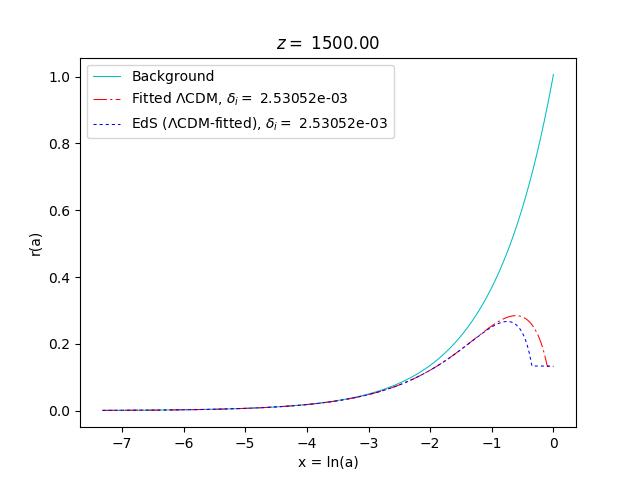 z = 1500.00
Background
Fitted ΛCDM, δi = 2.53052e-03
EdS (ΛCDM-fitted), δi = 2.53052e-03
r(a)
1.0
0.8
0.6
0.4
0.2
0.0
−7 −6 −5 −4 −3 −2 −1 0
x = ln(a)